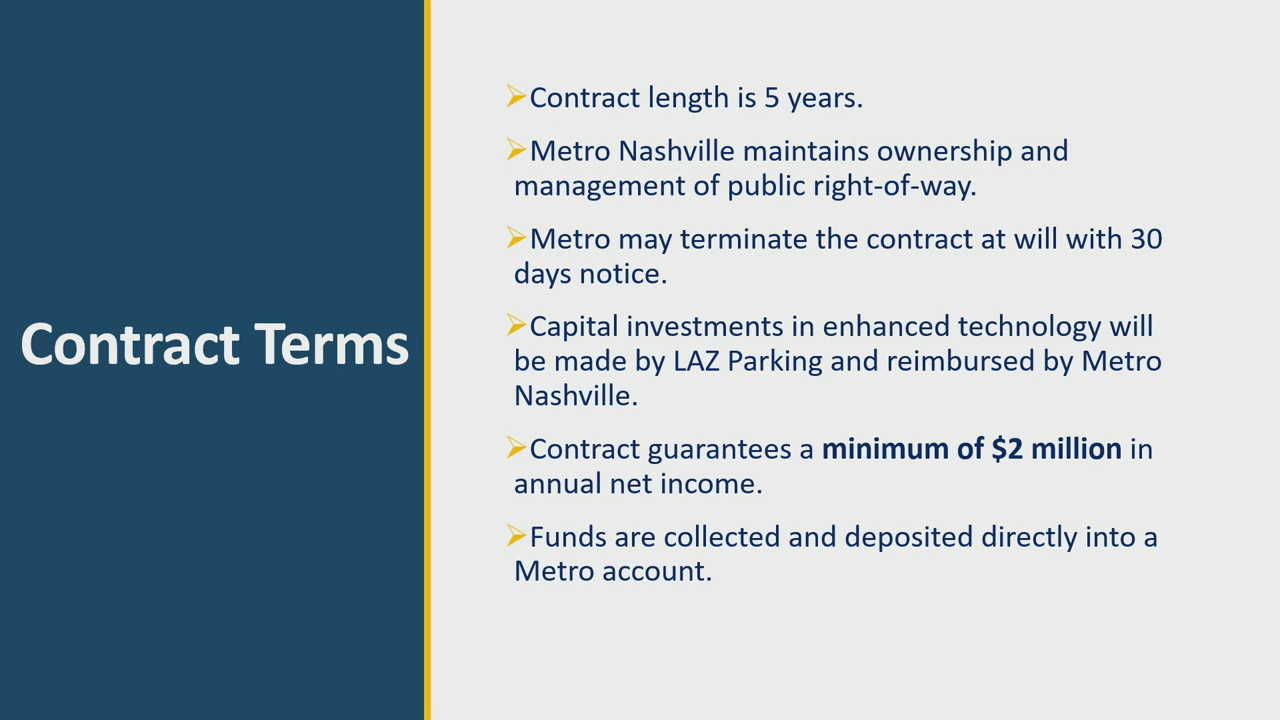 Contract Terms
➢Contract length is 5 years.
➢Metro Nashville maintains ownership and
management of public right-of-way.
➢Metro may terminate the contract at will with 30
days notice.
➢Capital investments in enhanced technology will
be made by LAZ Parking and reimbursed by Metro
Nashville.
➢Contract guarantees a minimum of $2 million in
annual net income.
➢Funds are collected and deposited directly into a
Metro account.